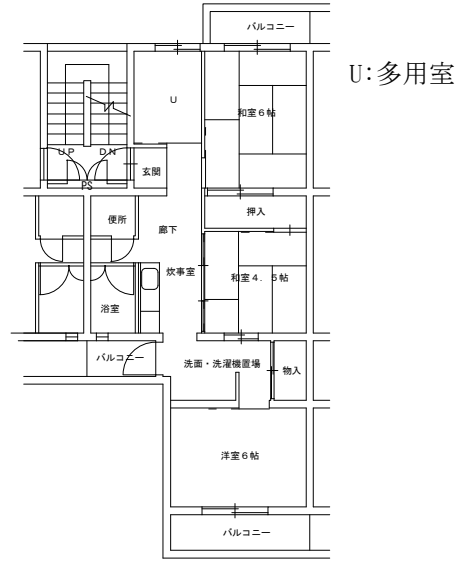 バルコニー
U:多用室
U
和室6帖
UP DN
玄関
PS
便所
押入
廊下
炊事室
和室4．5帖
浴室
バルコニー
洗面・洗濯機置場
物入
洋室6帖
バルコニー